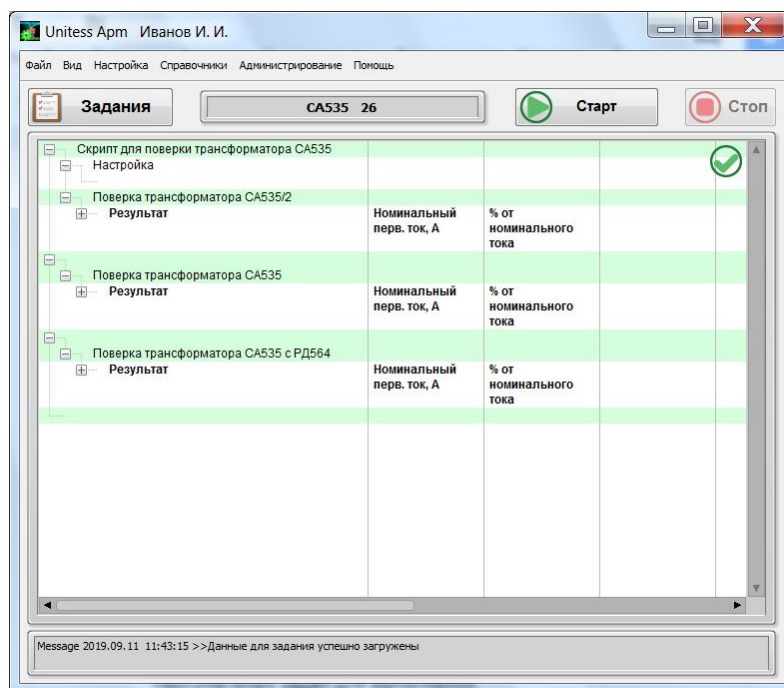 Unitess Apm Иванов И. И.
Файл Вид Настройка Справочники Администрирование Помощь
Задания
CA535 26
Старт
Стоп
Скрипт для поверки трансформатора СА535
Настройка
Поверка трансформатора СА535/2
Результат
Номинальный
перв. ток, А
% от
номинального
тока
Поверка трансформатора СА535
Результат
Номинальный
перв. ток, А
% от
номинального
тока
Поверка трансформатора СА535 с РД564
Результат
Номинальный
перв. ток, А
% от
номинального
тока
Message 2019.09.11 11:43:15 >>Данные для задания успешно загружены